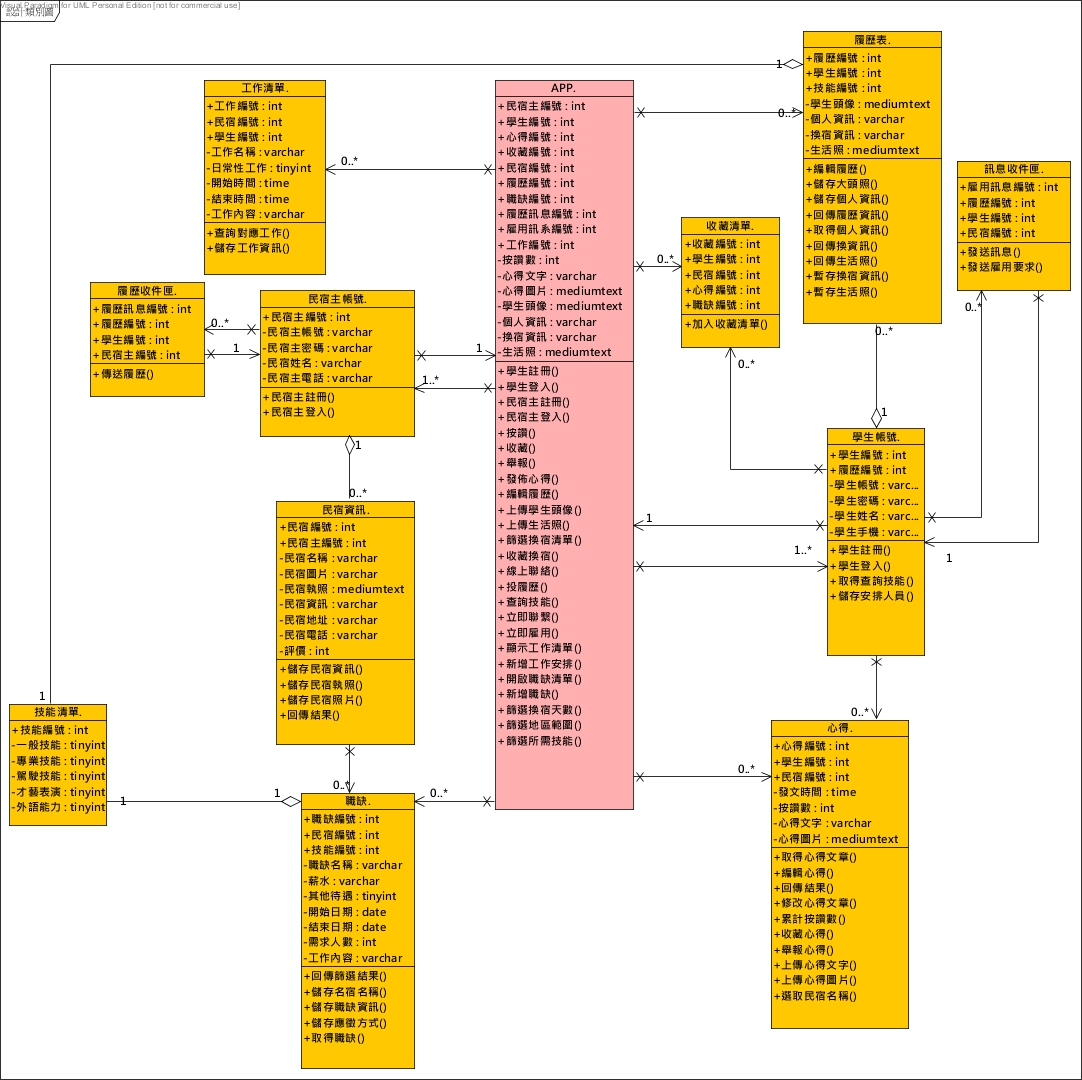 Visual Paradigm for UML Personal Edition [not for commercial use]
設計類別圖
履歷表.
+履歷編號 : int
+學生編號 : int
+技能編號 : int
-學生頭像 : mediumtext
-個人資訊 : varchar
-換宿資訊 : varchar
-生活照 : mediumtext
+編輯履歷()
+儲存大頭照()
+儲存個人資訊()
+回傳履歷資訊()
+取得個人資訊()
+回傳換資訊()
+回傳生活照()
+暫存換宿資訊()
+暫存生活照()
1
0..*
0..*
工作清單.
+工作編號 : int
+民宿編號 : int
+學生編號 : int
-工作名稱 : varchar
-日常性工作 : tinyint
-開始時間 : time
-結束時間 : time
-工作內容 : varchar
+查詢對應工作()
+儲存工作資訊()
0..*
APP.
+民宿主編號 : int
+學生編號 : int
+心得編號 : int
+收藏編號 : int
+民宿編號 : int
+履歷編號 : int
+職缺編號 : int
+履歷訊息編號 : int
+雇用訊系編號 : int
+工作編號 : int
-按讚數 : int
-心得文字 : varchar
-心得圖片 : mediumtext
-學生頭像 : mediumtext
-個人資訊 : varchar
-換宿資訊 : varchar
-生活照 : mediumtext
+學生註冊()
+學生登入()
+民宿主註冊()
+民宿主登入()
+按讚()
+收藏()
+舉報()
+發佈心得()
+編輯履歷()
+上傳學生頭像()
+上傳生活照()
+篩選換宿清單()
+收藏換宿()
+線上聯絡()
+投履歷()
+查詢技能()
+立即聯繫()
+立即雇用()
+顯示工作清單()
+新增工作安排()
+開啟職缺清單()
+新增職缺()
+篩選換宿天數()
+篩選地區範圍()
+篩選所需技能()
訊息收件匣.
+雇用訊息編號 : int
+履歷編號 : int
+學生編號 : int
+民宿編號 : int
+發送訊息()
+發送雇用要求()
0..*
收藏清單.
+收藏編號 : int
+學生編號 : int
+民宿編號 : int
+心得編號 : int
+職缺編號 : int
+加入收藏清單()
0..*
0..*
履歷收件匣.
+履歷訊息編號 : int
+履歷編號 : int
+學生編號 : int
+民宿主編號 : int
+傳送履歷()
0..*
1
民宿主帳號.
+民宿主編號 : int
-民宿主帳號 : varchar
-民宿主密碼 : varchar
-民宿姓名 : varchar
-民宿主電話 : varchar
+民宿主註冊()
+民宿主登入()
1
1..*
1
0..*
學生帳號.
+學生編號 : int
+履歷編號 : int
-學生帳號 : varc...
-學生密碼 : varc...
-學生姓名 : varc...
-學生手機 : varc...
+學生註冊()
+學生登入()
+取得查詢技能()
+儲存安排人員()
1
1
1..*
1
0..*
民宿資訊.
+民宿編號 : int
+民宿主編號 : int
-民宿名稱 : varchar
-民宿圖片 : varchar
-民宿執照 : mediumtext
-民宿資訊 : varchar
-民宿地址 : varchar
-民宿電話 : varchar
-評價 : int
+儲存民宿資訊()
+儲存民宿執照()
+儲存民宿照片()
+回傳結果()
0..*
1
技能清單.
+技能編號 : int
-一般技能 : tinyint
-專業技能 : tinyint
-駕駛技能 : tinyint
-才藝表演 : tinyint
-外語能力 : tinyint
1
1
職缺.
+職缺編號 : int
+民宿編號 : int
+技能編號 : int
-職缺名稱 : varchar
-薪水 : varchar
-其他待遇 : tinyint
-開始日期 : date
-結束日期 : date
-需求人數 : int
-工作內容 : varchar
+回傳篩選結果()
+儲存名宿名稱()
+儲存職缺資訊()
+儲存應徵方式()
+取得職缺()
0..*
0..*
心得.
+心得編號 : int
+學生編號 : int
+民宿編號 : int
-發文時間 : time
-按讚數 : int
-心得文字 : varchar
-心得圖片 : mediumtext
+取得心得文章()
+編輯心得()
+回傳結果()
+修改心得文章()
+累計按讚數()
+收藏心得()
+舉報心得()
+上傳心得文字()
+上傳心得圖片()
+選取民宿名稱()